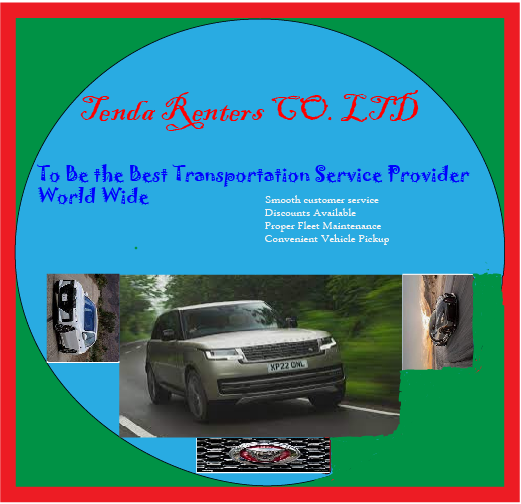 Tenda Renters CO. LTD
To Be the Best Transportation Service Provider
World Wide
Smooth customer service
Discounts Available
Proper Fleet Maintenance
Convenient Vehicle Pickup
XP22 ONL